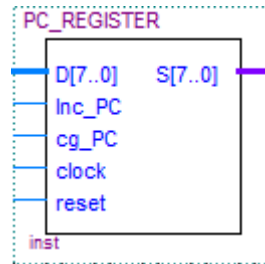 PC_REGISTER
D[7..0] S[7..0]
Inc_PC
cg_PC
clock
reset
inst